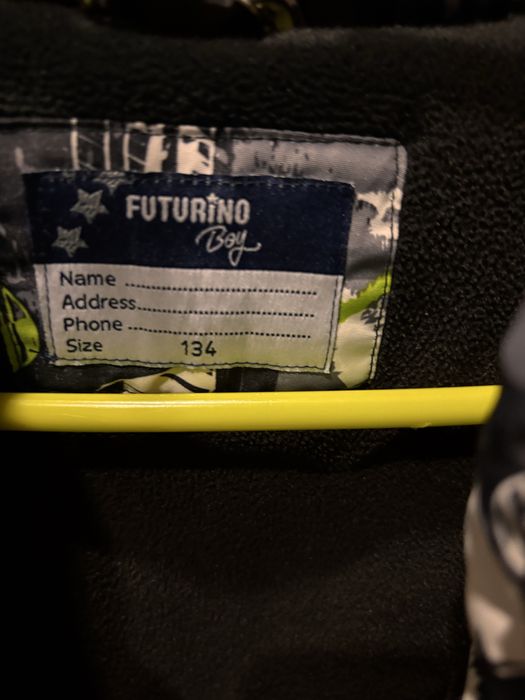 FUTURiNO
Boy
Name ................................................
Address............................................
Phone ..............................................
Size 134